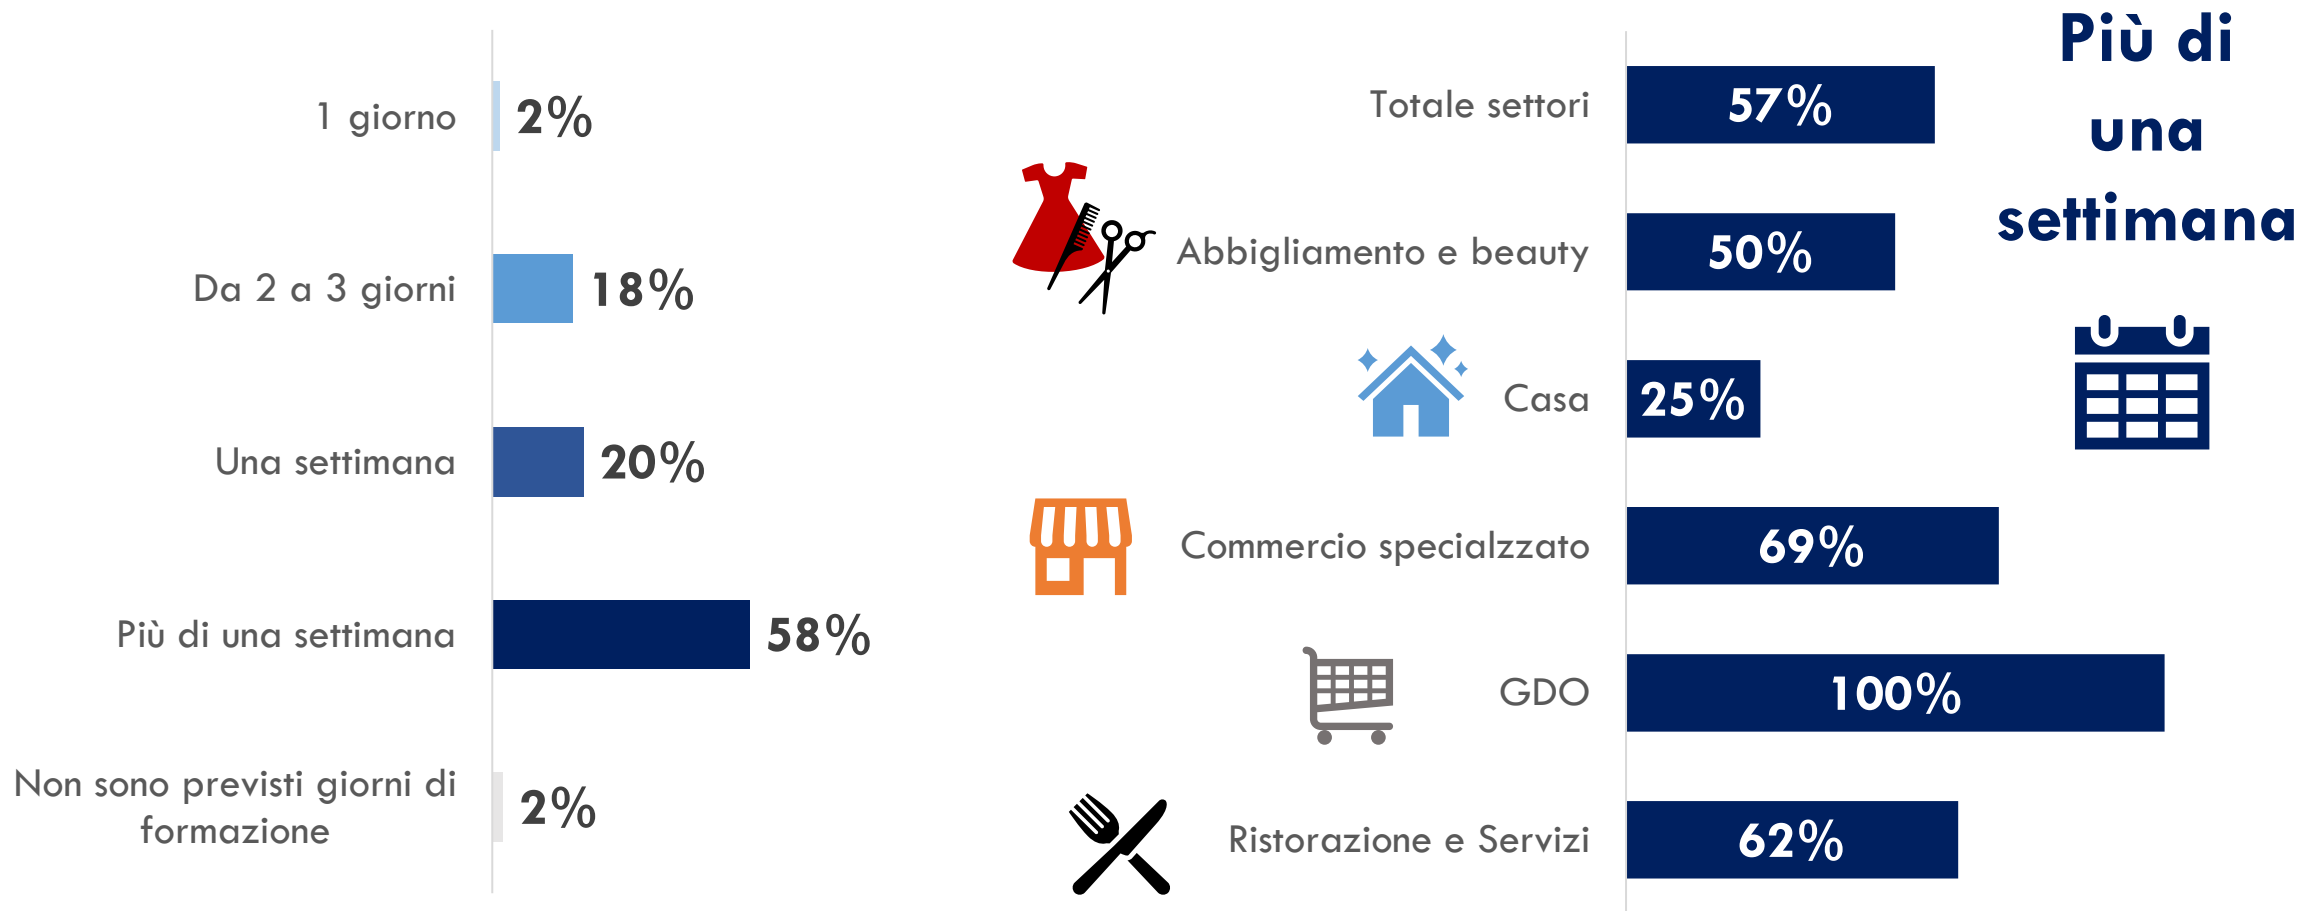 1 giorno
2%
Da 2 a 3 giorni
18%
Una settimana
20%
Più di una settimana
58%
Non sono previsti giorni di
formazione
2%
Totale settori
57%
Abbigliamento e beauty
50%
Casa
25%
Commercio specialzzato
69%
GDO
100%
Ristorazione e Servizi
62%
Più di
una
settimana